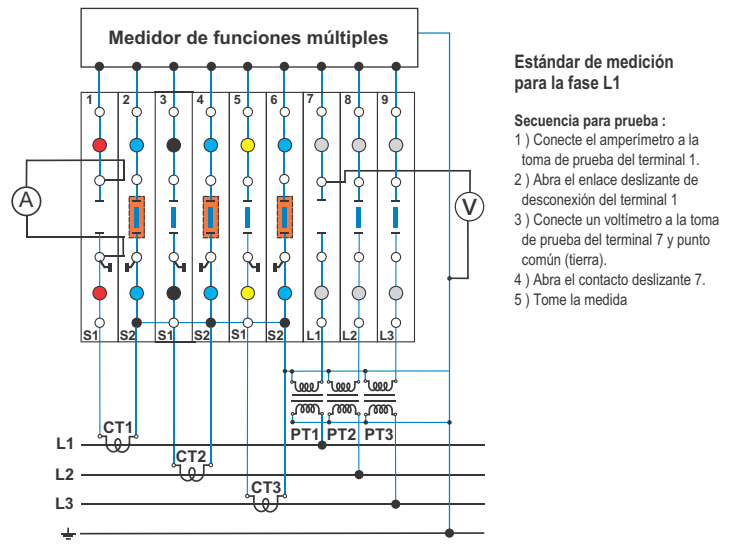 Medidor de funciones múltiples
1 2 3 4 5 6 7 8 9
A
V
S1 S2 S1 S2 S1 S2 L1 L2 L3
CT1
CT2
CT3
PT1 PT2 PT3
L1
L2
L3
Estándar de medición
para la fase L1
Secuencia para prueba :
1 ) Conecte el amperímetro a la
toma de prueba del terminal 1.
2 ) Abra el enlace deslizante de
desconexión del terminal 1
3 ) Conecte un voltímetro a la toma
de prueba del terminal 7 y punto
común (tierra).
4 ) Abra el contacto deslizante 7.
5 ) Tome la medida